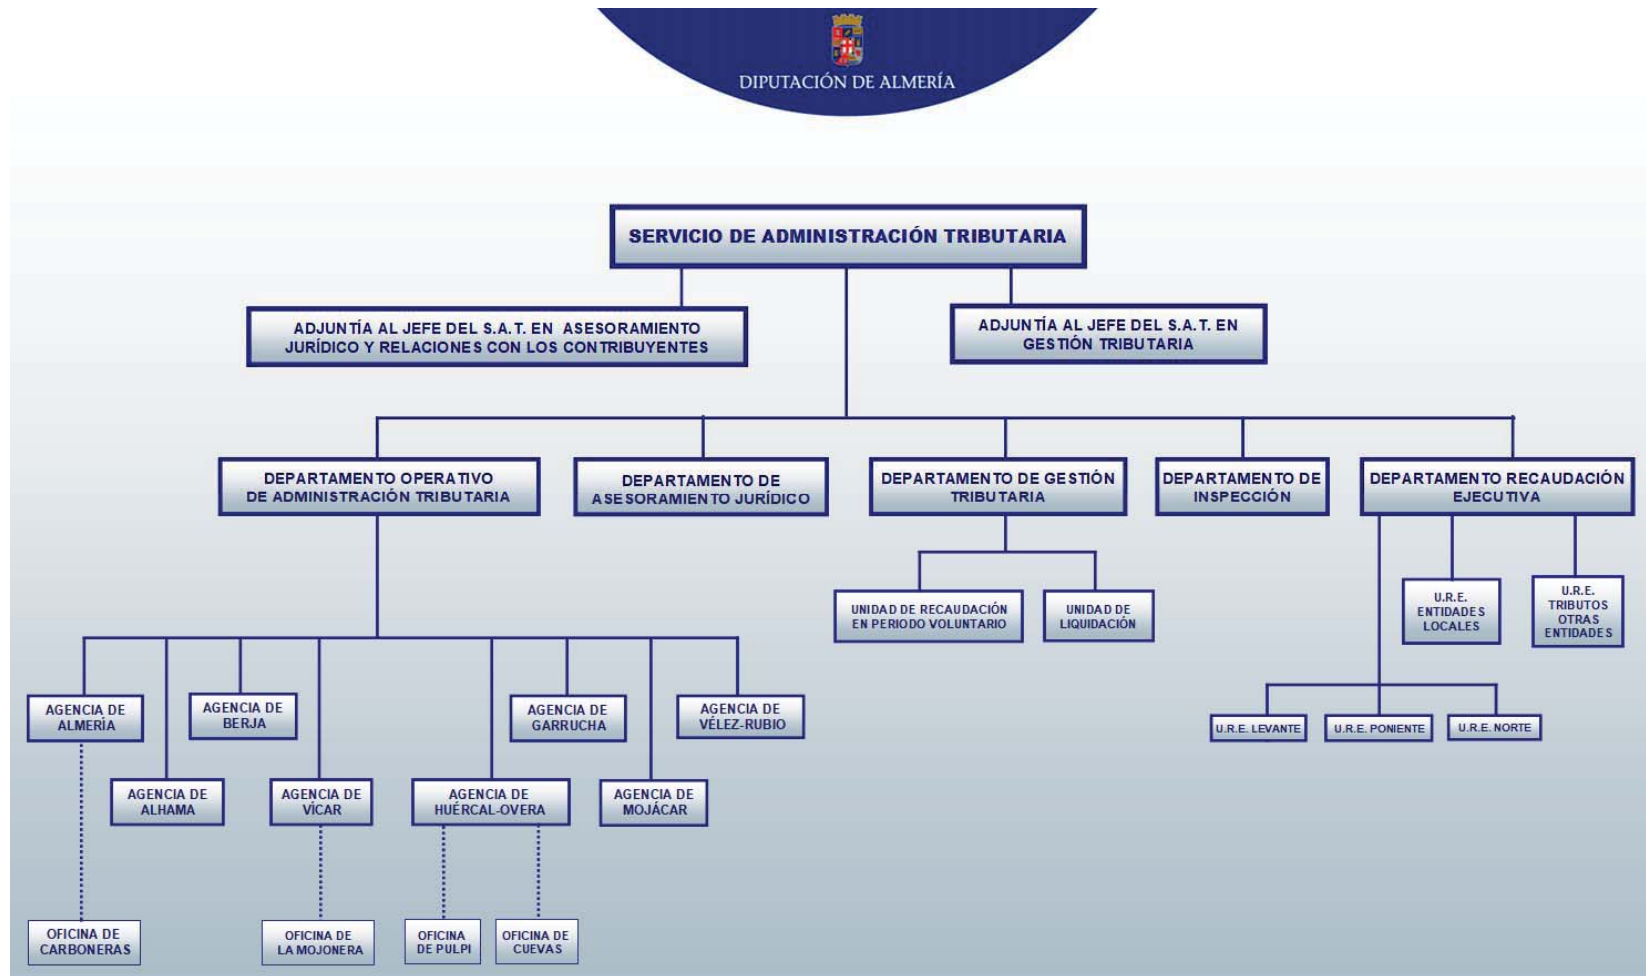 DIPUTACIÓN DE ALMERÍA
SERVICIO DE ADMINISTRACIÓN TRIBUTARIA
ADJUNTÍA AL JEFE DEL S.A.T. EN ASESORAMIENTO
JURÍDICO Y RELACIONES CON LOS CONTRIBUYENTES
ADJUNTÍA AL JEFE DEL S.A.T. EN
GESTIÓN TRIBUTARIA
DEPARTAMENTO OPERATIVO
DE ADMINISTRACIÓN TRIBUTARIA
DEPARTAMENTO DE
ASESORAMIENTO JURÍDICO
DEPARTAMENTO DE GESTIÓN
TRIBUTARIA
DEPARTAMENTO DE
INSPECCIÓN
DEPARTAMENTO RECAUDACIÓN
EJECUTIVA
UNIDAD DE RECAUDACIÓN
EN PERIODO VOLUNTARIO
UNIDAD DE
LIQUIDACIÓN
U.R.E.
ENTIDADES
LOCALES
U.R.E.
TRIBUTOS
OTRAS
ENTIDADES
U.R.E. LEVANTE
U.R.E. PONIENTE
U.R.E. NORTE
AGENCIA DE
ALMERÍA
AGENCIA DE
BERJA
AGENCIA DE
GARRUCHA
AGENCIA DE
VÉLEZ-RUBIO
AGENCIA DE
ALHAMA
AGENCIA DE
VÍCAR
AGENCIA DE
HUÉRCAL-OVERA
AGENCIA DE
MOJÁCAR
OFICINA DE
CARBONERAS
OFICINA DE
LA MOJONERA
OFICINA
DE PULPI
OFICINA DE
CUEVAS